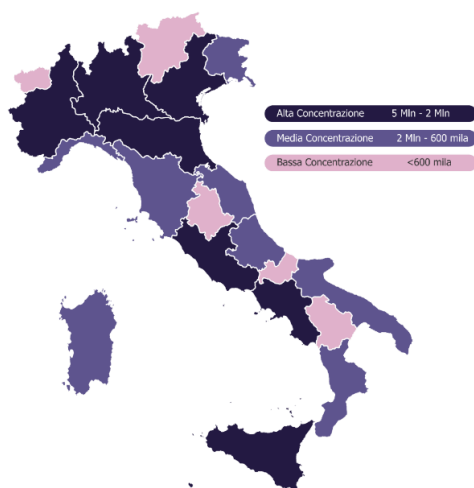 Alta Concentrazione 5 Mln - 2 Mln
Media Concentrazione 2 Mln - 600 mila
Bassa Concentrazione <600 mila